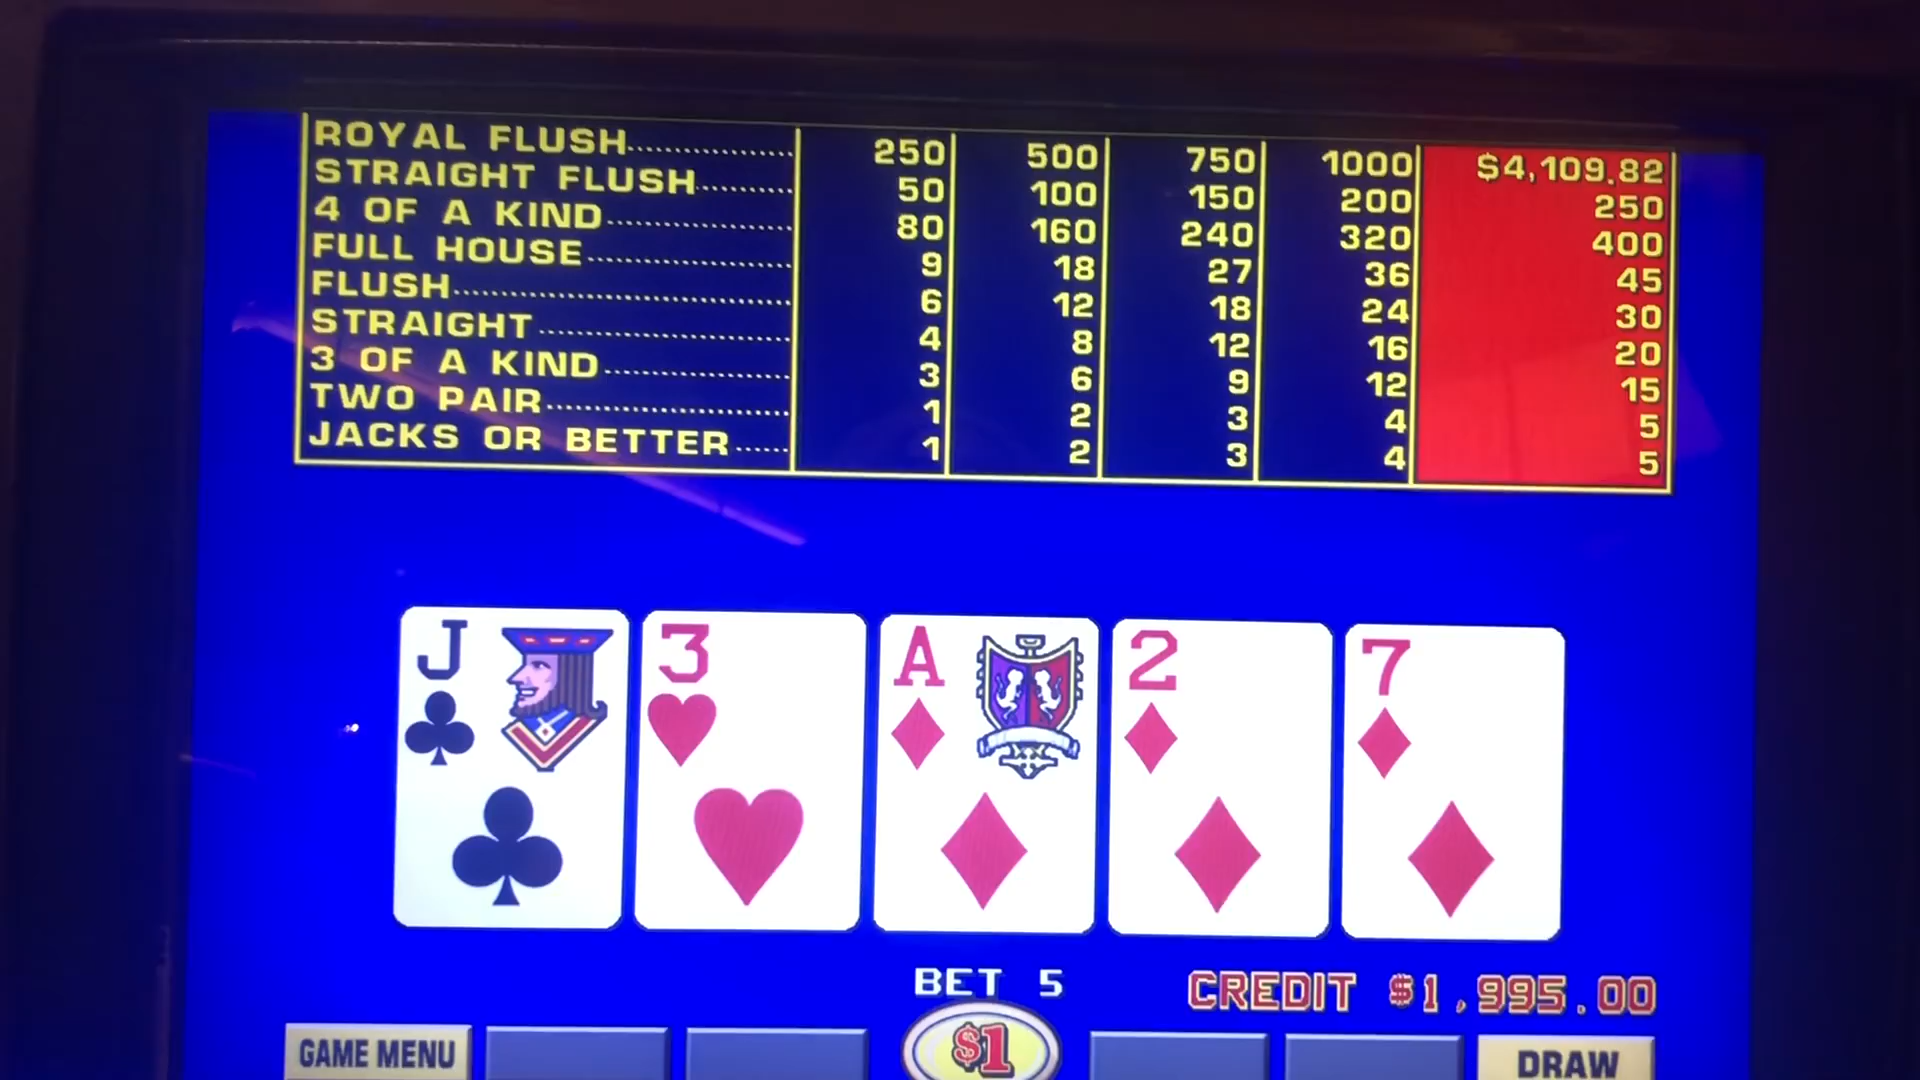 ROYAL FLUSH 250 500 750 1000 $4,109.82
STRAIGHT FLUSH 50 100 150 200 250
4 OF A KIND 80 160 240 320 400
FULL HOUSE 9 18 27 36 45
FLUSH 6 12 18 24 30
STRAIGHT 4 8 12 16 20
3 OF A KIND 3 6 9 12 15
TWO PAIR 1 2 3 4 5
JACKS OR BETTER 1 2 3 4 5
J 3 A 2 7
BET 5 CREDIT $1,995.00
GAME MENU $1 DRAW